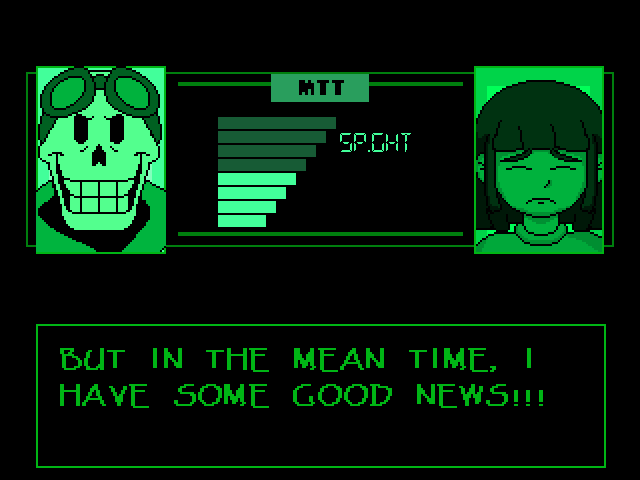 MTT
SP.GHT
BUT IN THE MEAN TIME, I
HAVE SOME GOOD NEWS!!!